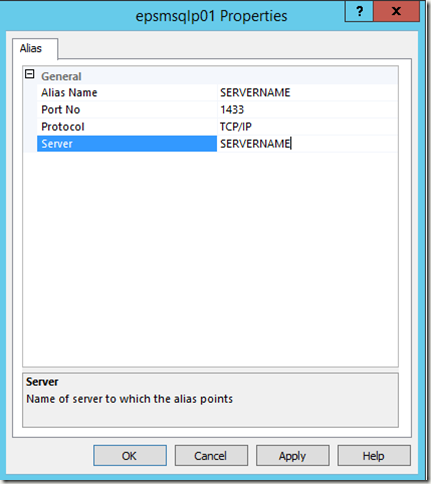 epsmsqlp01 Properties
?
Alias
General
Alias Name SERVERNAME
Port No 1433
Protocol TCP/IP
Server SERVERNAME
Server
Name of server to which the alias points
OK Cancel Apply Help